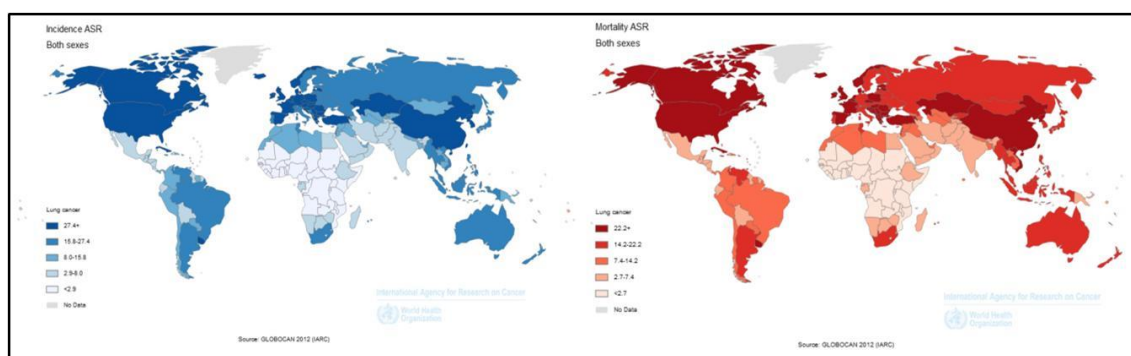 Incidence ASR
Both sexes
Lung cancer
27.4+
15.8-27.4
8.0-15.8
2.9-8.0
<2.9
No Data
International Agency for Research on Cancer
World Health
Organization
Source: GLOBOCAN 2012 (IARC)
Mortality ASR
Both sexes
Lung cancer
22.2+
14.2-22.2
7.4-14.2
2.7-7.4
<2.7
No Data
International Agency for Research on Cancer
World Health
Organization
Source: GLOBOCAN 2012 (IARC)